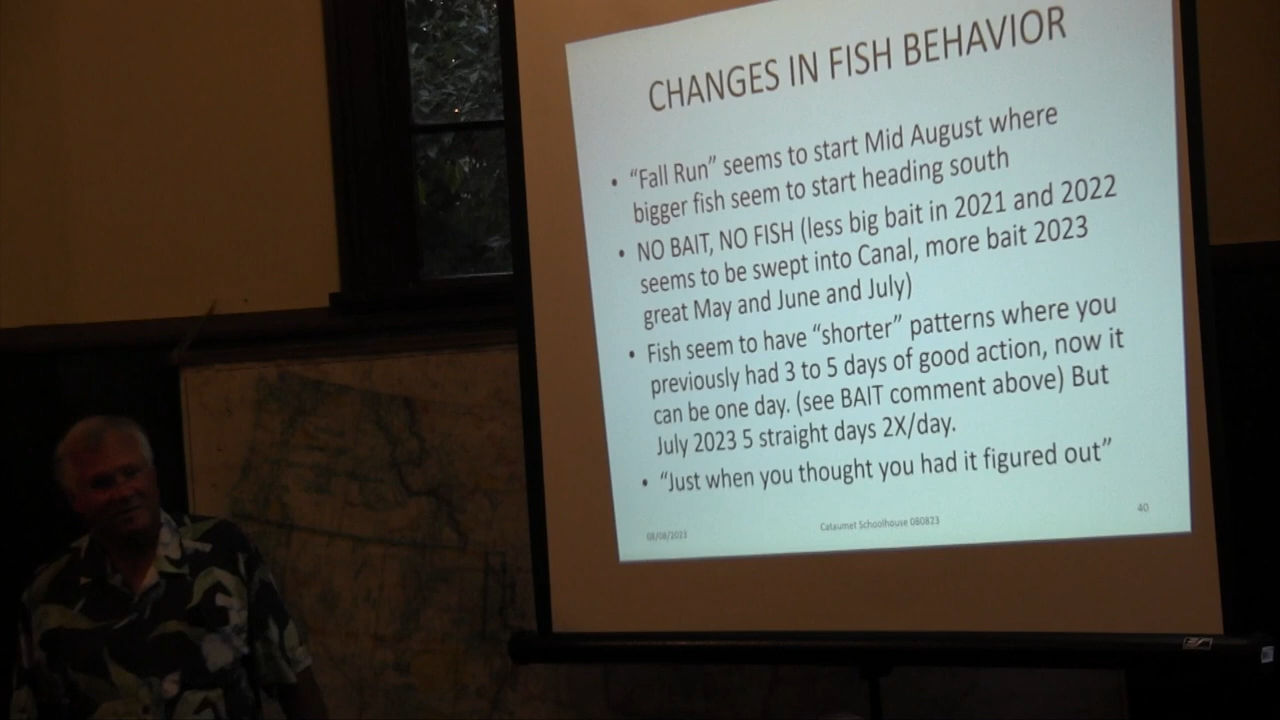 CHANGES IN FISH BEHAVIOR
• “Fall Run” seems to start Mid August where
bigger fish seem to start heading south
• NO BAIT, NO FISH (less big bait in 2021 and 2022
seems to be swept into Canal, more bait 2023
great May and June and July)
• Fish seem to have “shorter” patterns where you
previously had 3 to 5 days of good action, now it
can be one day. (see BAIT comment above) But
July 2023 5 straight days 2X/day.
• “Just when you thought you had it figured out”
08/08/2023
Cataumet Schoolhouse 080823
40